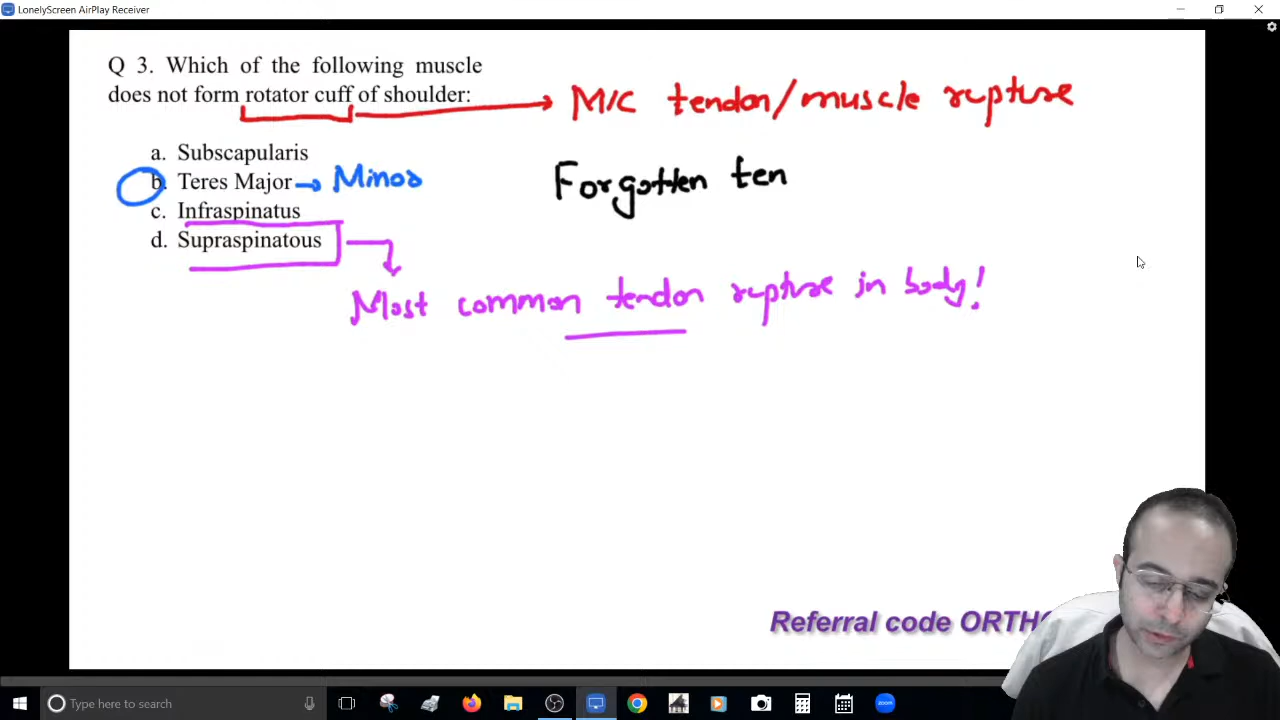 LonelyScreen AirPlay Receiver
Q 3. Which of the following muscle
does not form rotator cuff of shoulder:
M/C tendon/muscle rupture
a. Subscapularis
b. Teres Major → Minor
Forgotten ten
c. Infraspinatus
d. Supraspinatous
Most common tendon rupture in body!
Referral code ORTHO
Type here to search
zoom